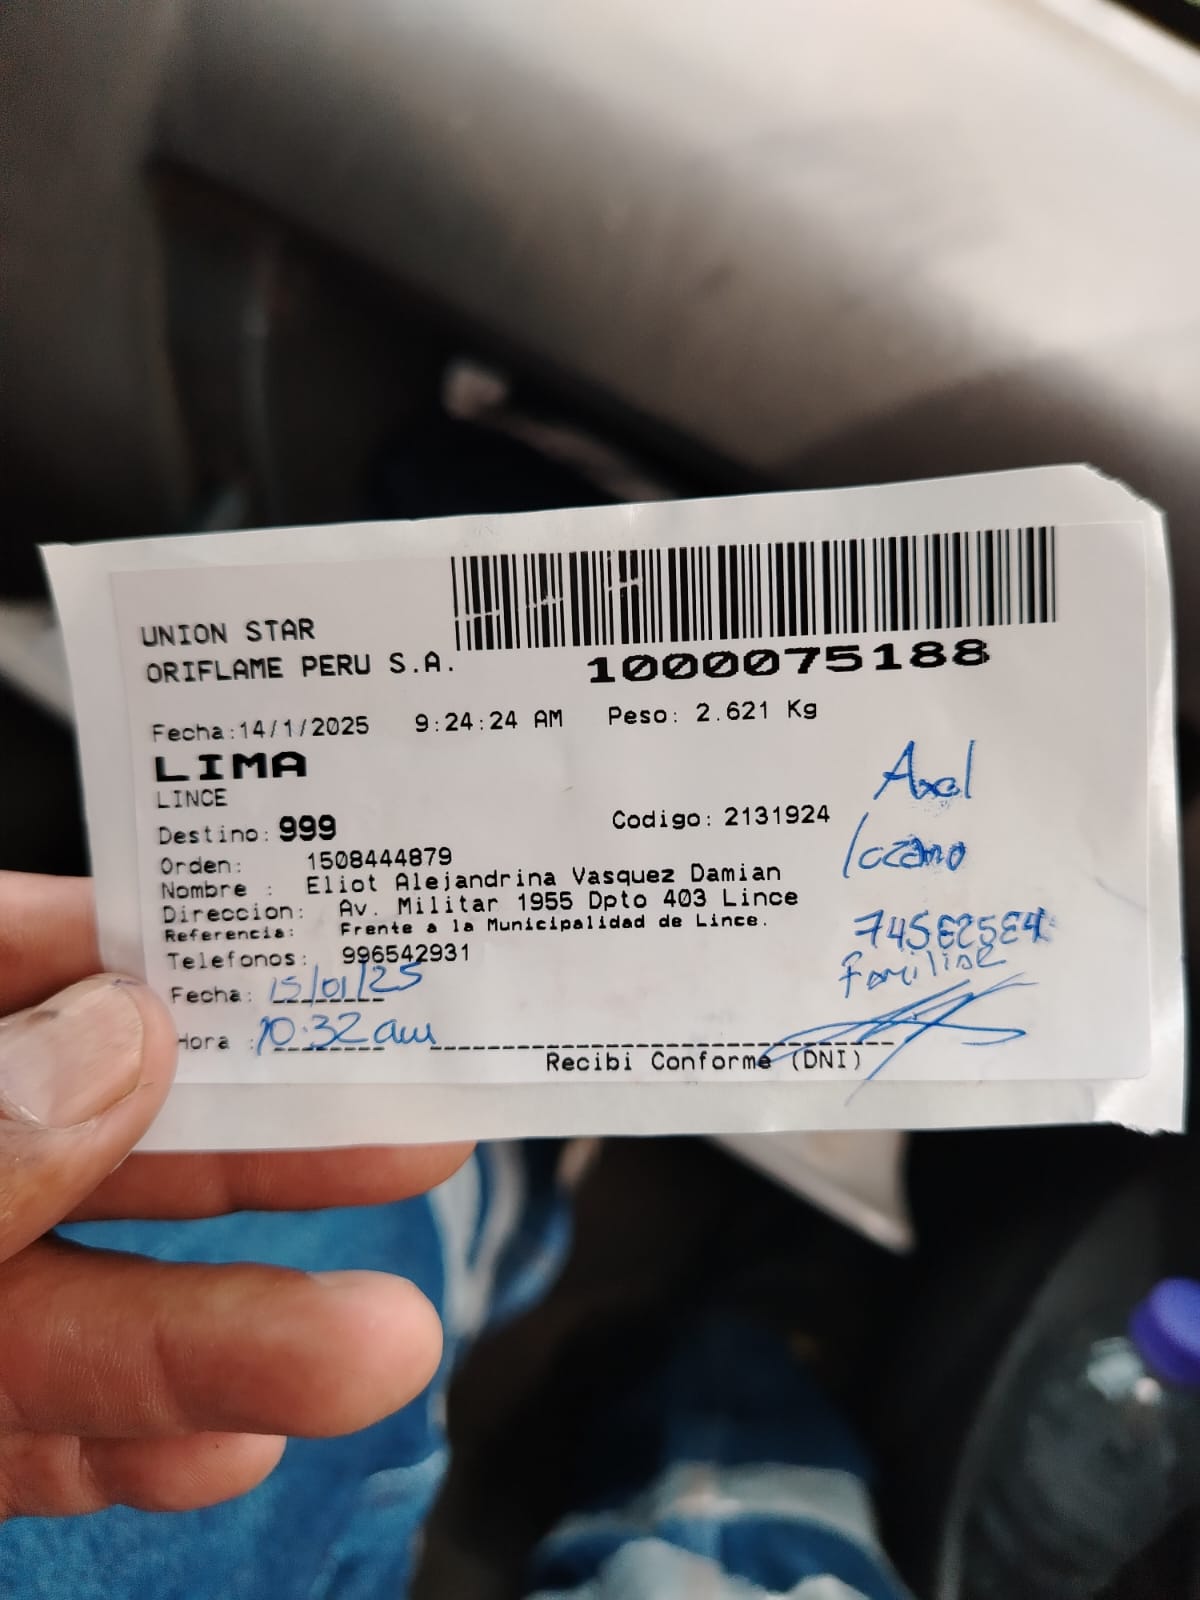 UNION STAR
ORIFLAME PERU S.A.
1000075188
Fecha:14/1/2025 9:24:24 AM Peso: 2.621 Kg
LIMA
LINCE
Destino: 999 Codigo: 2131924
Orden: 1508444879
Nombre : Eliot Alejandrina Vasquez Damian
Direccion: Av. Militar 1955 Dpto 403 Lince
Referencia: Frente a la Municipalidad de Lince.
Telefonos: 996542931
Fecha: 15/01/25
Hora : 10:32 am
Recibi Conforme (DNI)
Axel
lozano